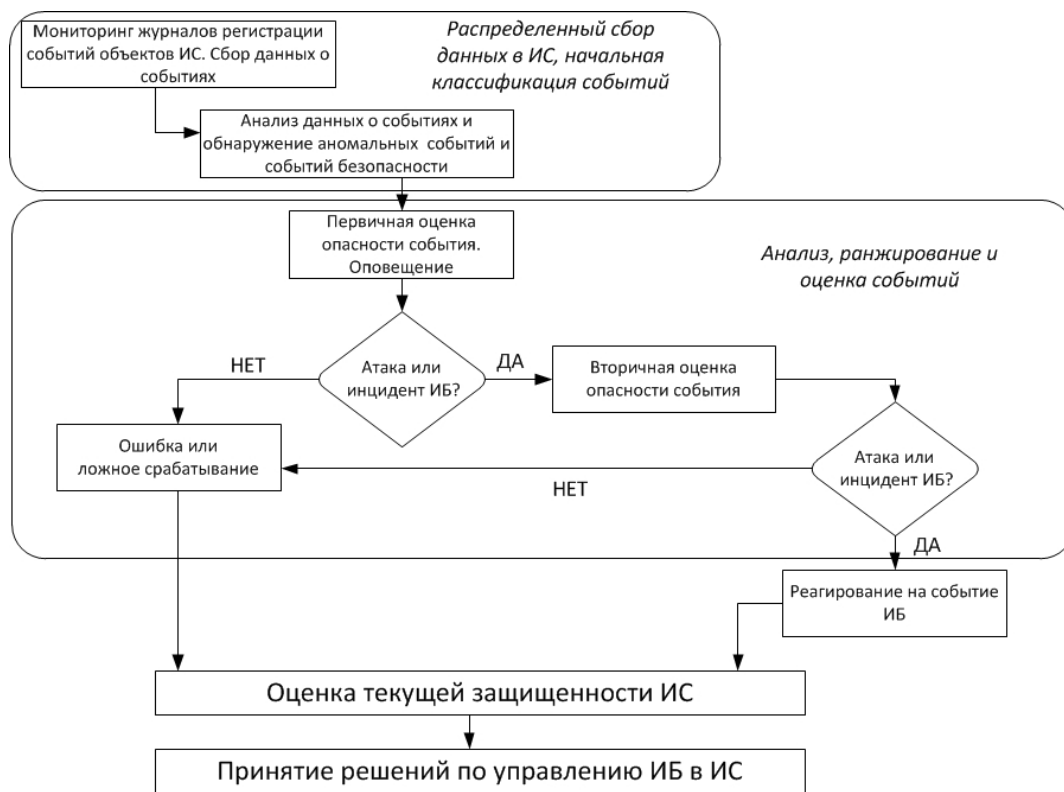 Мониторинг журналов регистрации
событий объектов ИС. Сбор данных о
событиях
Распределенный сбор
данных в ИС, начальная
классификация событий
Анализ данных о событиях и
обнаружение аномальных событий и
событий безопасности
Первичная оценка
опасности события.
Оповещение
Анализ, ранжирование и
оценка событий
НЕТ
Атака или
инцидент ИБ?
ДА
Вторичная оценка
опасности события
Ошибка или
ложное срабатывание
НЕТ
Атака или
инцидент ИБ?
ДА
Реагирование на событие
ИБ
Оценка текущей защищенности ИС
Принятие решений по управлению ИБ в ИС